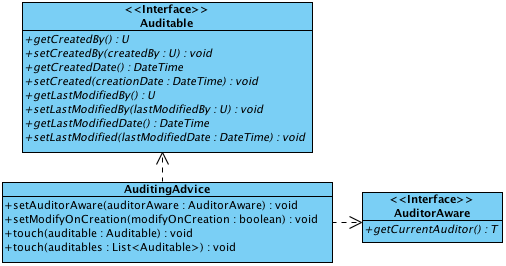 <<Interface>>
Auditable
+getCreatedBy() : U
+setCreatedBy(createdBy : U) : void
+getCreatedDate() : DateTime
+setCreated(creationDate : DateTime) : void
+getLastModifiedBy() : U
+setLastModifiedBy(lastModifiedBy : U) : void
+getLastModifiedDate() : DateTime
+setLastModified(lastModifiedDate : DateTime) : void
AuditingAdvice
+setAuditorAware(auditorAware : AuditorAware) : void
+setModifyOnCreation(modifyOnCreation : boolean) : void
+touch(auditable : Auditable) : void
+touch(auditables : List<Auditable>) : void
<<Interface>>
AuditorAware
+getCurrentAuditor() : T